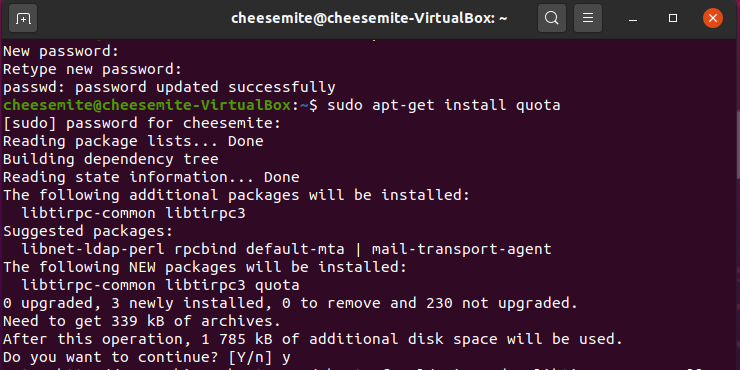 cheesemite@cheesemite-VirtualBox: ~
New password:
Retype new password:
passwd: password updated successfully
cheesemite@cheesemite-VirtualBox:~$ sudo apt-get install quota
[sudo] password for cheesemite:
Reading package lists... Done
Building dependency tree
Reading state information... Done
The following additional packages will be installed:
  libtirpc-common libtirpc3
Suggested packages:
  libnet-ldap-perl rpcbind default-mta | mail-transport-agent
The following NEW packages will be installed:
  libtirpc-common libtirpc3 quota
0 upgraded, 3 newly installed, 0 to remove and 230 not upgraded.
Need to get 339 kB of archives.
After this operation, 1 785 kB of additional disk space will be used.
Do you want to continue? [Y/n] y